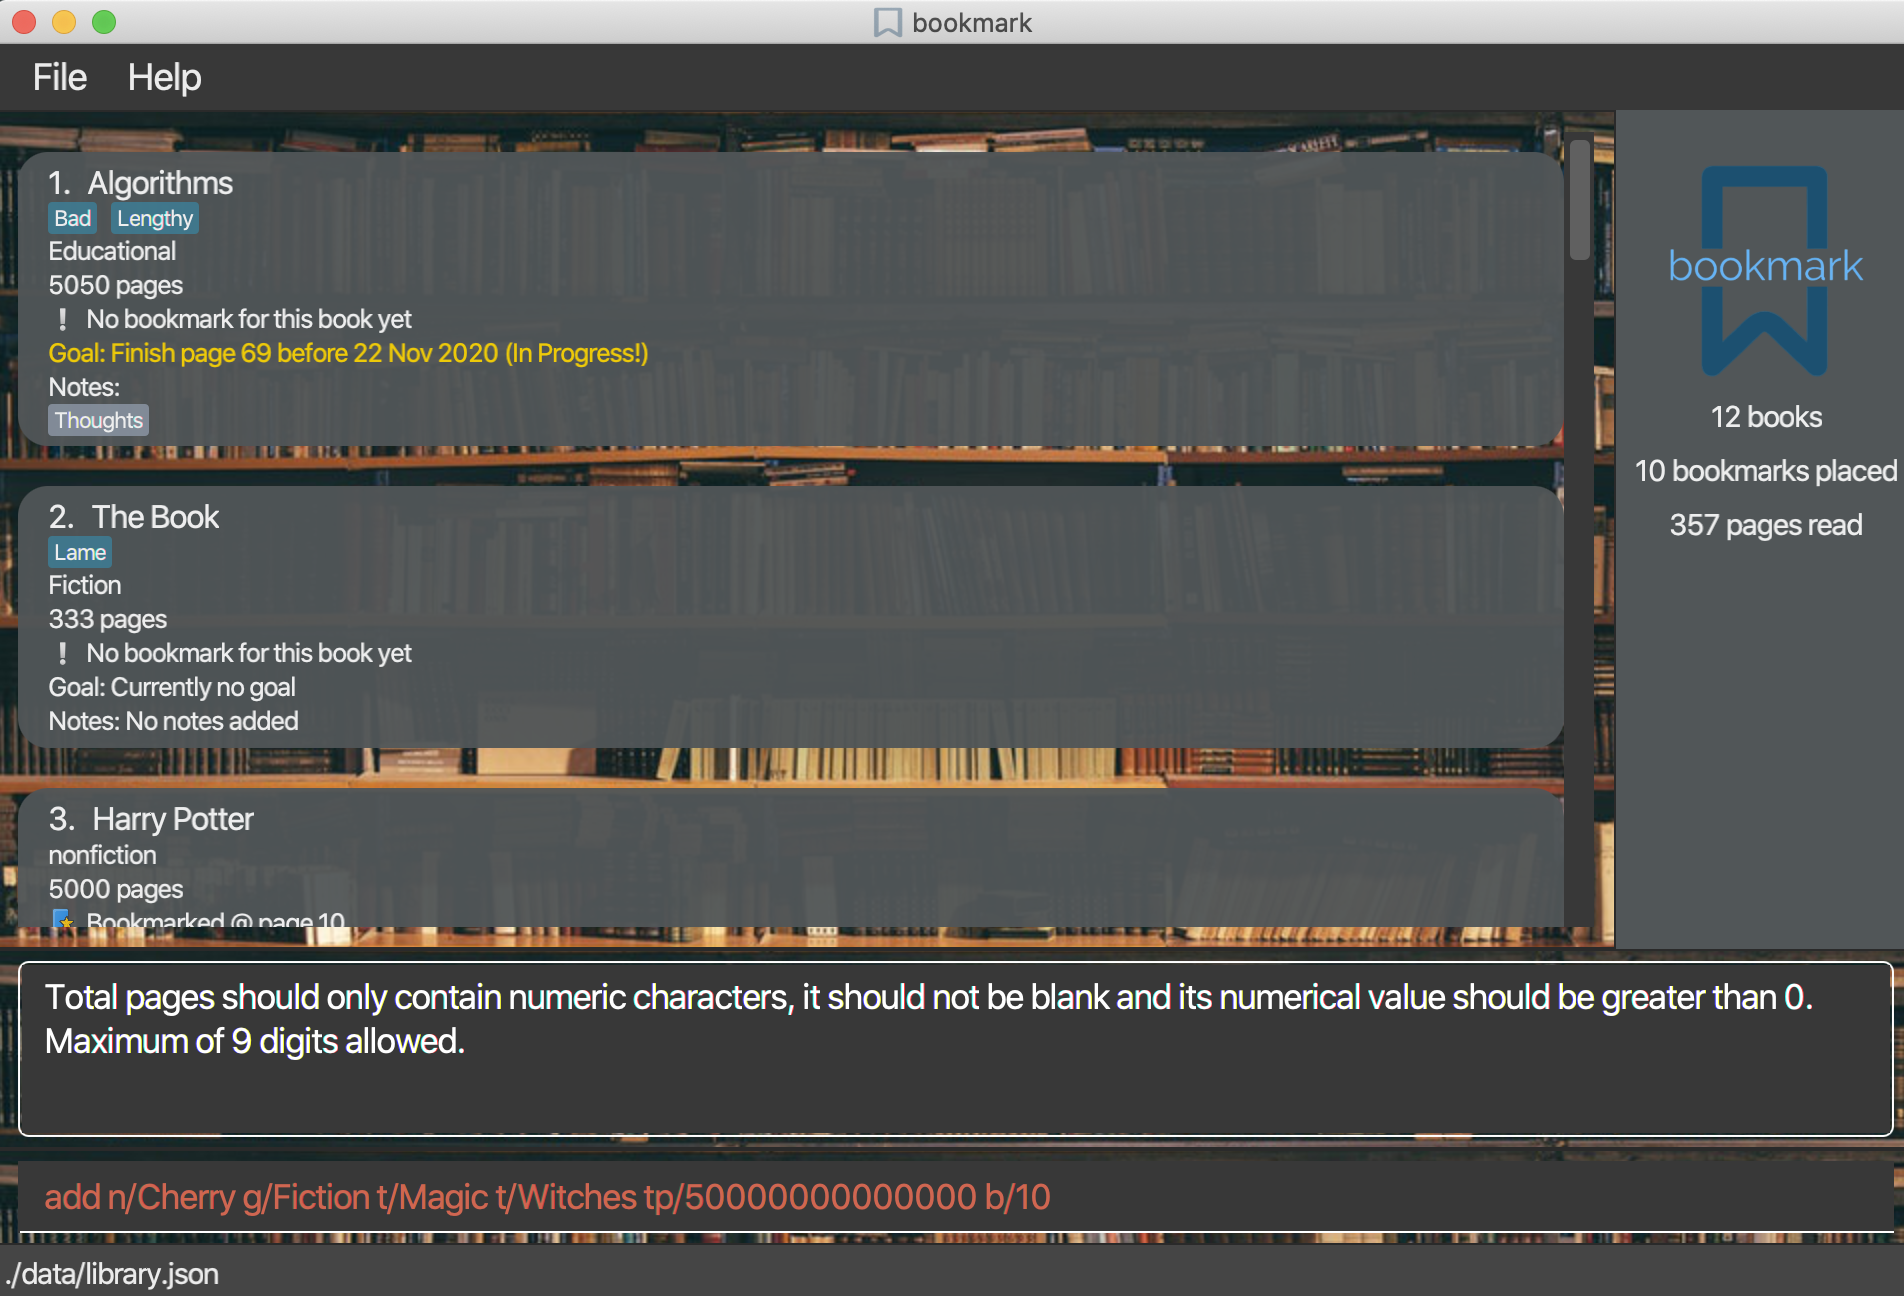 bookmark
File Help
1. Algorithms
Bad Lengthy
Educational
5050 pages
! No bookmark for this book yet
Goal: Finish page 69 before 22 Nov 2020 (In Progress!)
Notes:
Thoughts
2. The Book
Lame
Fiction
333 pages
! No bookmark for this book yet
Goal: Currently no goal
Notes: No notes added
3. Harry Potter
nonfiction
5000 pages
Bookmarked @ page 10
bookmark
12 books
10 bookmarks placed
357 pages read
Total pages should only contain numeric characters, it should not be blank and its numerical value should be greater than 0.
Maximum of 9 digits allowed.
add n/Cherry g/Fiction t/Magic t/Witches tp/50000000000000 b/10
./data/library.json